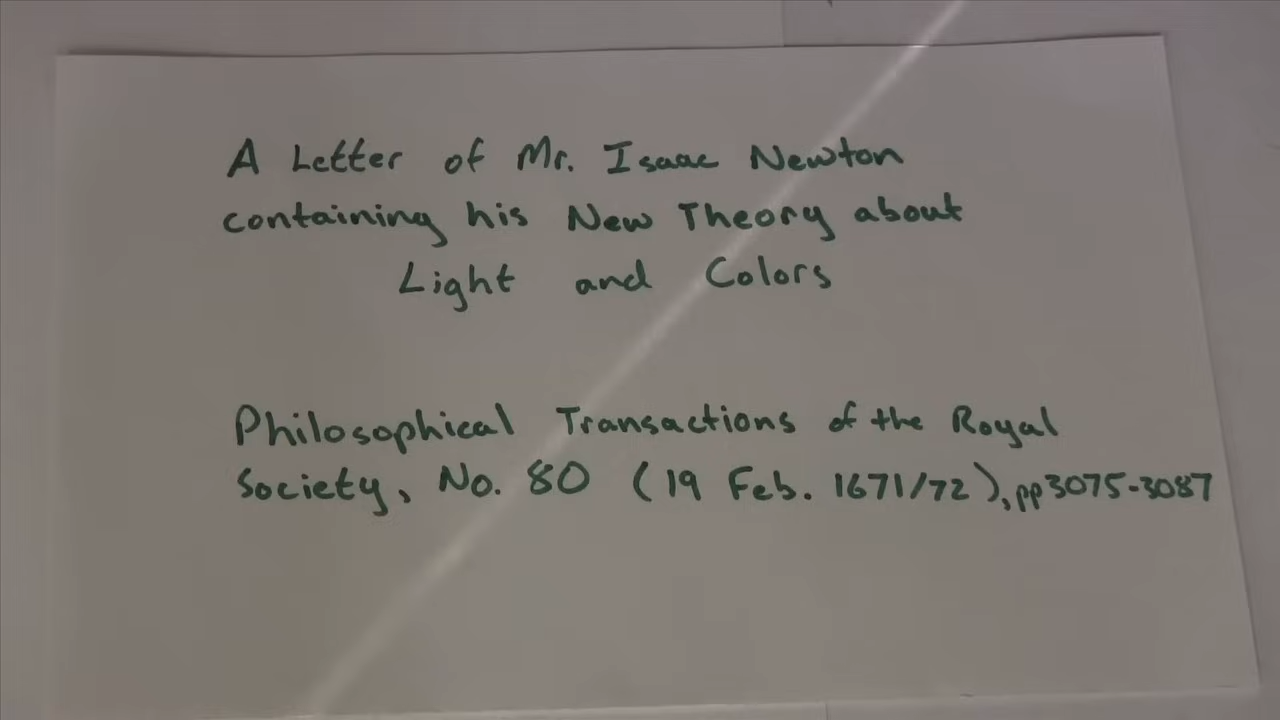 A Letter of Mr. Isaac Newton
containing his New Theory about
Light and Colors
Philosophical Transactions of the Royal
Society, No. 80 (19 Feb. 1671/72), pp3075-3087